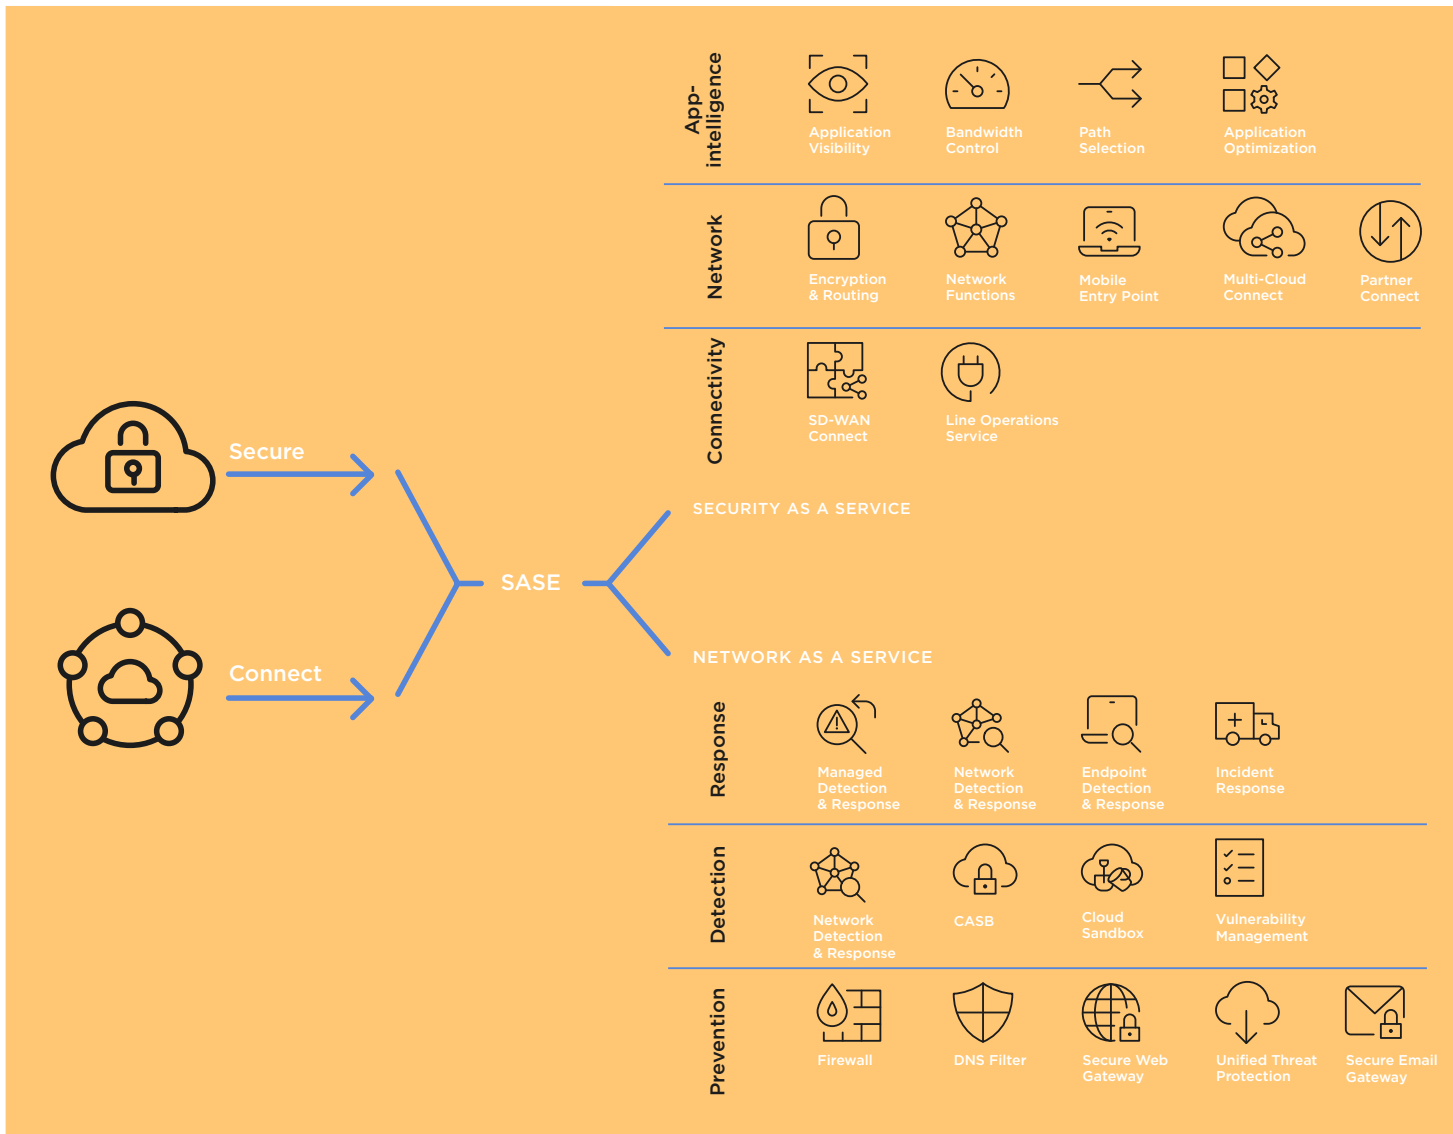 App-
intelligence
Application
Visibility
Bandwidth
Control
Path
Selection
Application
Optimization
Network
Encryption
& Routing
Network
Functions
Mobile
Entry Point
Multi-Cloud
Connect
Partner
Connect
Connectivity
SD-WAN
Connect
Line Operations
Service
Secure
SECURITY AS A SERVICE
SASE
Connect
NETWORK AS A SERVICE
Response
Managed
Detection
& Response
Network
Detection
& Response
Endpoint
Detection
& Response
Incident
Response
Detection
Network
Detection
& Response
CASB
Cloud
Sandbox
Vulnerability
Management
Prevention
Firewall
DNS Filter
Secure Web
Gateway
Unified Threat
Protection
Secure Email
Gateway